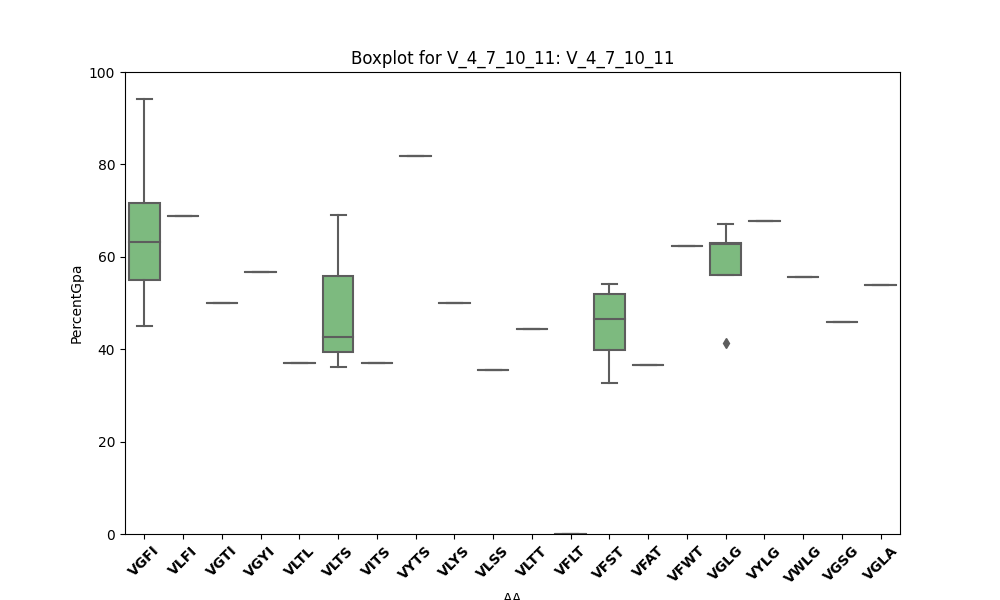 Boxplot for V_4_7_10_11: V_4_7_10_11
100
80
60
40
20
0
PercentGpa
VGFI
VLFI
VGTI
VGYI
VLTL
VLTS
VITS
VYTS
VLYS
VLSS
VLTT
VFLT
VFST
VFAT
VFWT
VGLG
VYLG
VWLG
VGSG
VGLA
AA